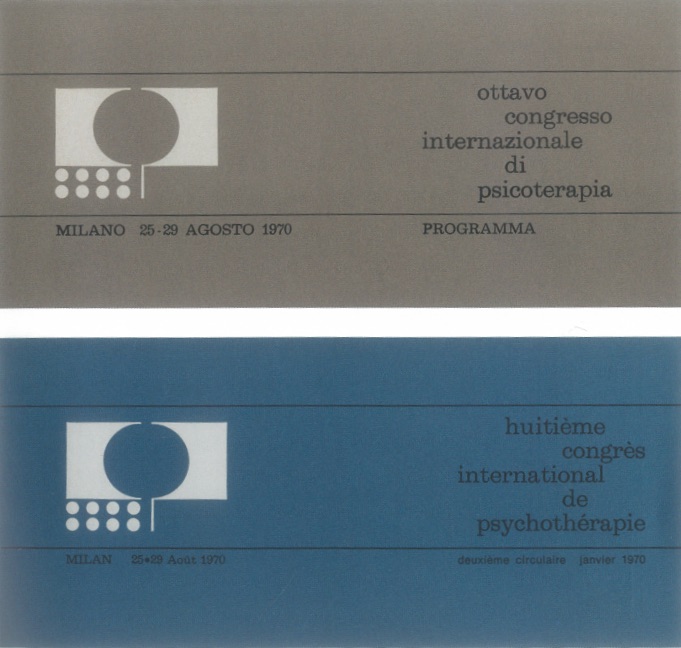 ottavo
congresso
internazionale
di
psicoterapia
MILANO 25-29 AGOSTO 1970 PROGRAMMA
huitième
congrès
international
de
psychothérapie
MILAN 25•29 Août 1970 deuxième circulaire janvier 1970